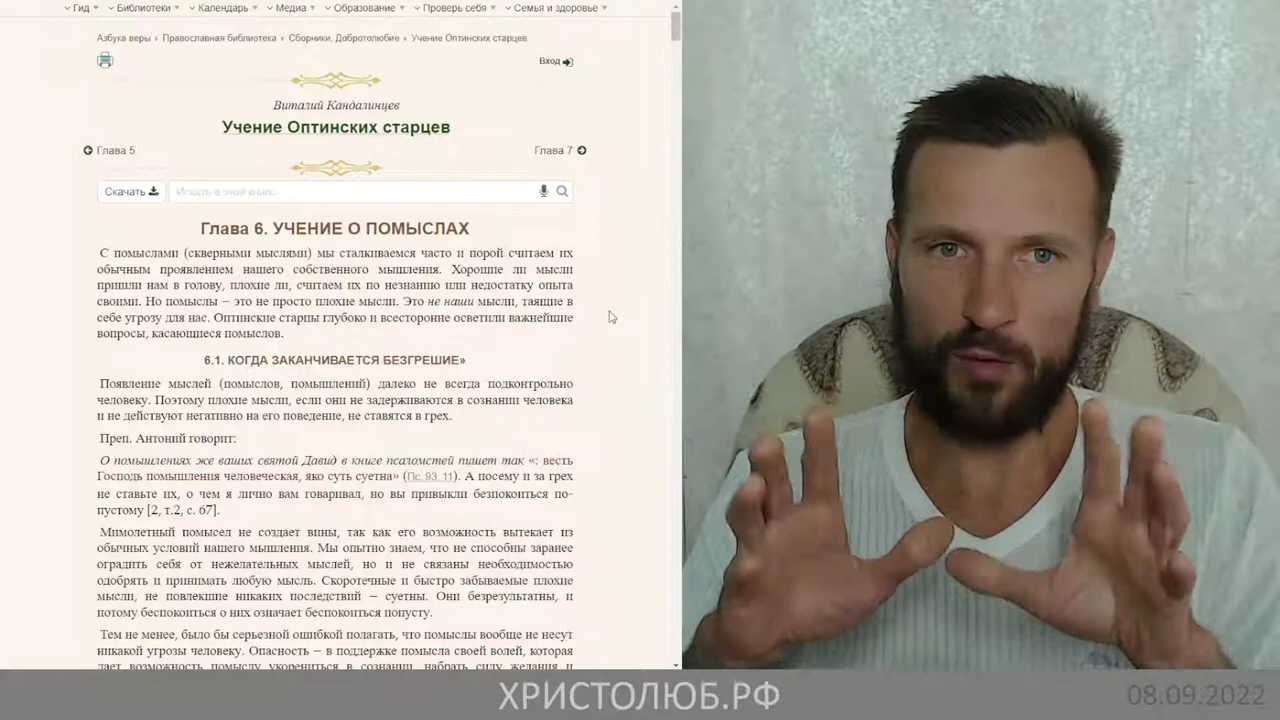 Гид Библиотеки Календарь Медиа Образование Проверь себя Семья и здоровье
Азбука веры › Православная библиотека › Сборники, Добротолюбие › Учение Оптинских старцев
Вход
Виталий Кандалинцев
Учение Оптинских старцев
Глава 5
Глава 7
Скачать
Искать в этой книге
Глава 6. УЧЕНИЕ О ПОМЫСЛАХ
С помыслами (скверными мыслями) мы сталкиваемся часто и порой считаем их
обычным проявлением нашего собственного мышления. Хорошие ли мысли
пришли нам в голову, плохие ли, считаем их по незнанию или недостатку опыта
своими. Но помыслы – это не просто плохие мысли. Это не наши мысли, таящие в
себе угрозу для нас. Оптинские старцы глубоко и всесторонне осветили важнейшие
вопросы, касающиеся помыслов.
6.1. КОГДА ЗАКАНЧИВАЕТСЯ БЕЗГРЕШИЕ»
Появление мыслей (помыслов, помышлений) далеко не всегда подконтрольно
человеку. Поэтому плохие мысли, если они не задерживаются в сознании человека
и не действуют негативно на его поведение, не ставятся в грех.
Преп. Антоний говорит:
О помышлениях же ваших святой Давид в книге псаломстей пишет так «: весть
Господь помышления человеческая, яко суть суетна» (Пс. 93, 11). А посему и за грех
не ставьте их, о чем я лично вам говаривал, но вы привыкли безпокоиться по-
пустому [2, т.2, с. 67].
Мимолетный помысел не создает вины, так как его возможность вытекает из
обычных условий нашего мышления. Мы опытно знаем, что не способны заранее
оградить себя от нежелательных мыслей, но и не связаны необходимостью
одобрять и принимать любую мысль. Скоротечные и быстро забываемые плохие
мысли, не повлекшие никаких последствий – суетны. Они безрезультатны, и
потому беспокоиться о них означает беспокоиться попусту.
Тем не менее, было бы серьезной ошибкой полагать, что помыслы вообще не несут
никакой угрозы человеку. Опасность – в поддержке помысла своей волей, которая
дает возможность помыслу укорениться в сознании, набрать силу желания и
ХРИСТОЛЮБ.РФ
08.09.2022